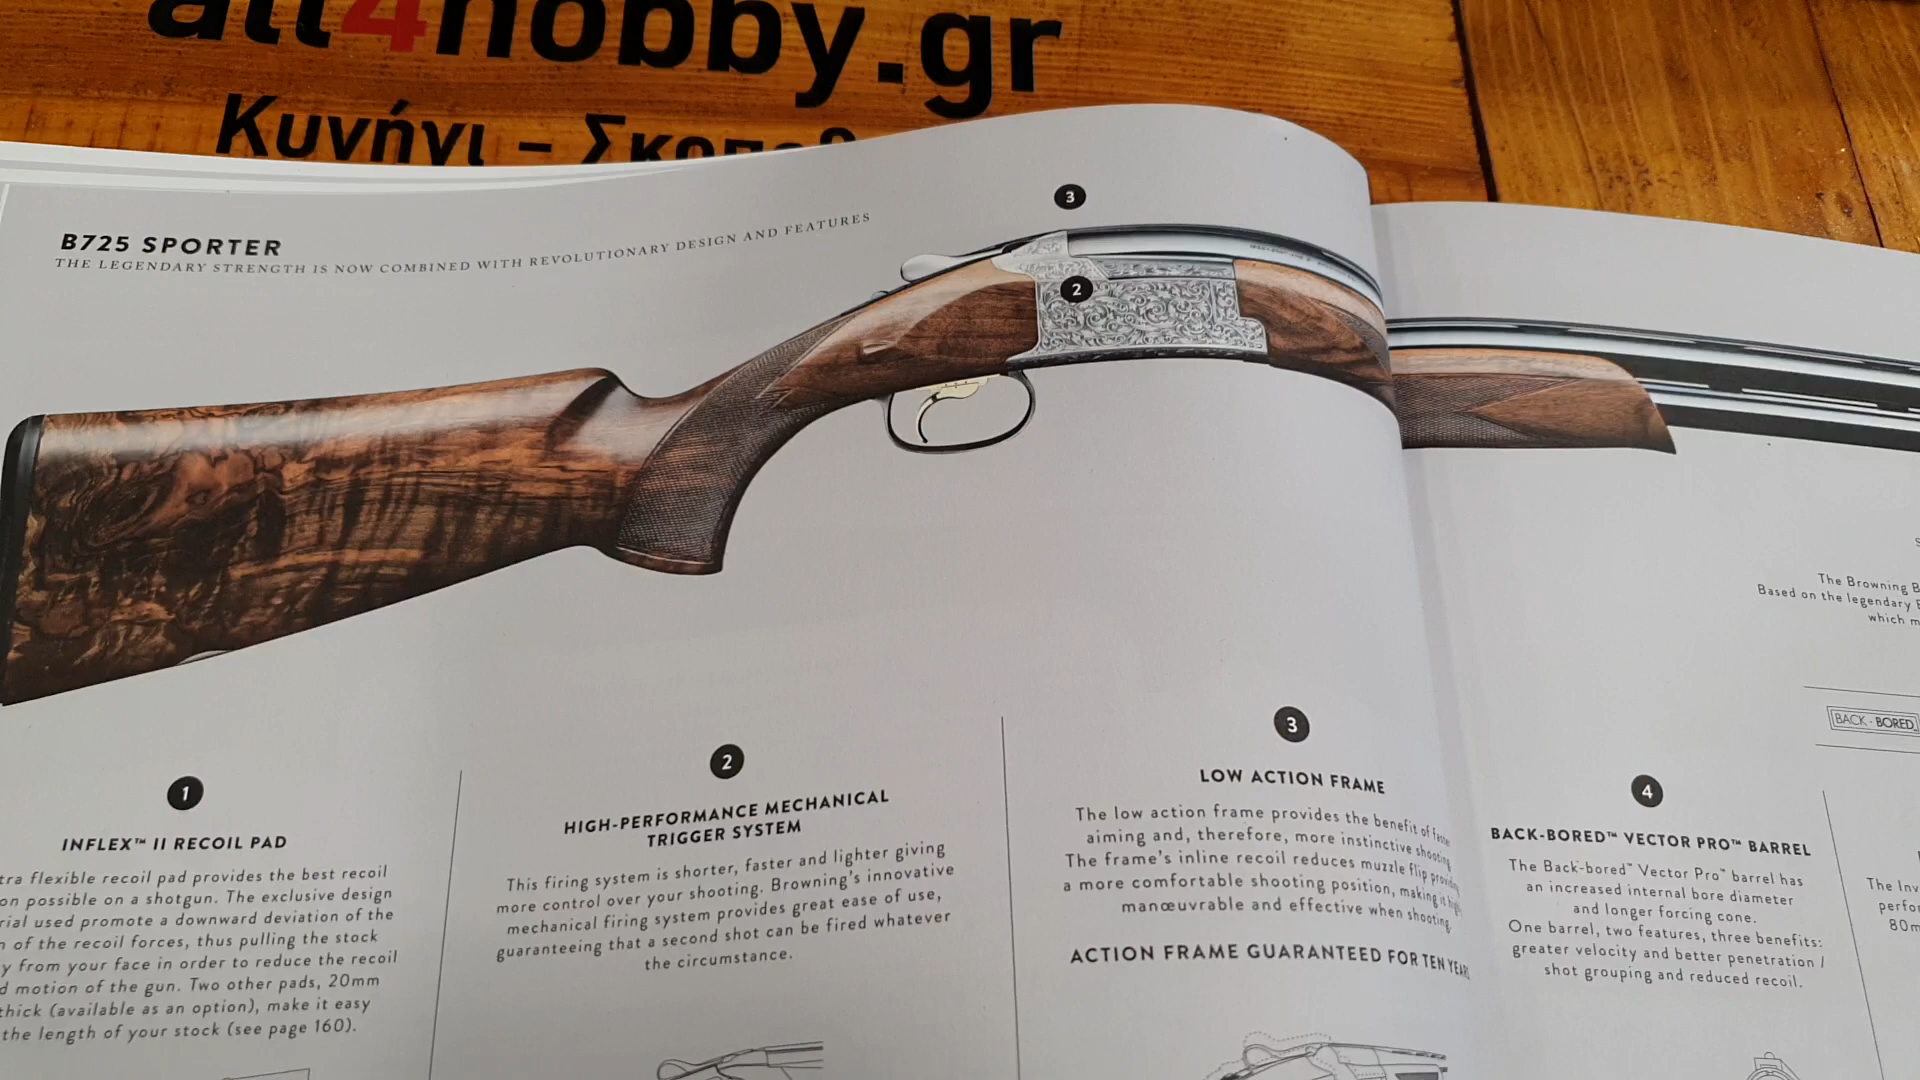 all4hobby.gr
Κυνήγι –
B725 SPORTER
THE LEGENDARY STRENGTH IS NOW COMBINED WITH REVOLUTIONARY DESIGN AND FEATURES
3
2
1
INFLEX™ II RECOIL PAD
flexible recoil pad provides the best recoil
possible on a shotgun. The exclusive design
used promote a downward deviation of the
of the recoil forces, thus pulling the stock
from your face in order to reduce the recoil
motion of the gun. Two other pads, 20mm
thick (available as an option), make it easy
the length of your stock (see page 160).
2
HIGH-PERFORMANCE MECHANICAL
TRIGGER SYSTEM
This firing system is shorter, faster and lighter giving
more control over your shooting. Browning's innovative
mechanical firing system provides great ease of use,
guaranteeing that a second shot can be fired whatever
the circumstance.
3
LOW ACTION FRAME
The low action frame provides the benefit of faster
aiming and, therefore, more instinctive shooting
The frame's inline recoil reduces muzzle flip
a more comfortable shooting position, making it
manœuvrable and effective when shooting.
ACTION FRAME GUARANTEED FOR TEN YEARS
4
BACK-BORED™ VECTOR PRO™ BARREL
The Back-bored™ Vector Pro™ barrel has
an increased internal bore diameter
and longer forcing cone.
One barrel, two features, three benefits:
greater velocity and better penetration /
shot grouping and reduced recoil.
The Browning
Based on the legendary
which
BACK-BORED
The